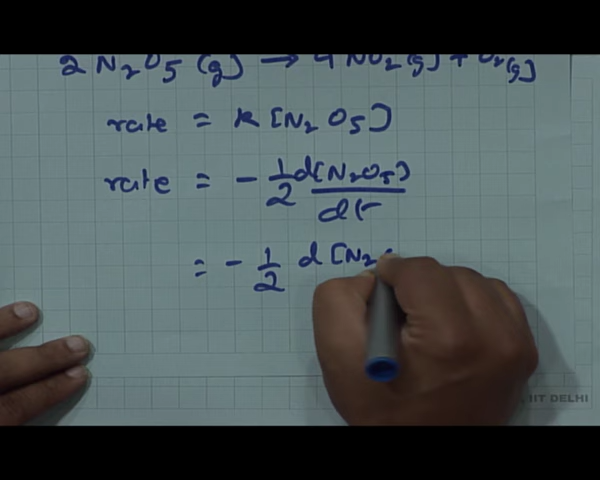 2 N₂O₅ (g) → 4 NO₂(g) + O₂(g)
rate = k [N₂O₅]
rate = - 1/2 d[N₂O₅]/dt
= - 1/2 d [N₂
IIT DELHI